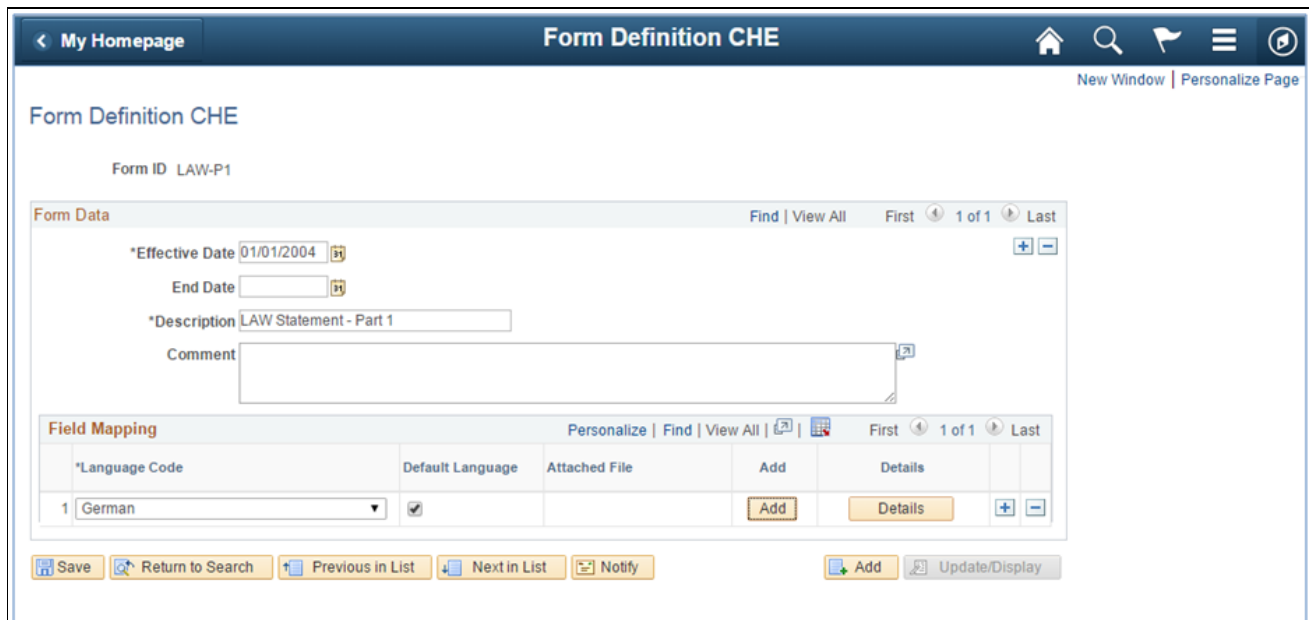 My Homepage
Form Definition CHE
New Window | Personalize Page
Form Definition CHE
Form ID LAW-P1
Form Data Find | View All First 1 of 1 Last
*Effective Date 01/01/2004
End Date
*Description LAW Statement - Part 1
Comment
Field Mapping Personalize | Find | View All | | First 1 of 1 Last
*Language Code Default Language Attached File Add Details
1 German Add Details
Save Return to Search Previous in List Next in List Notify Add Update/Display